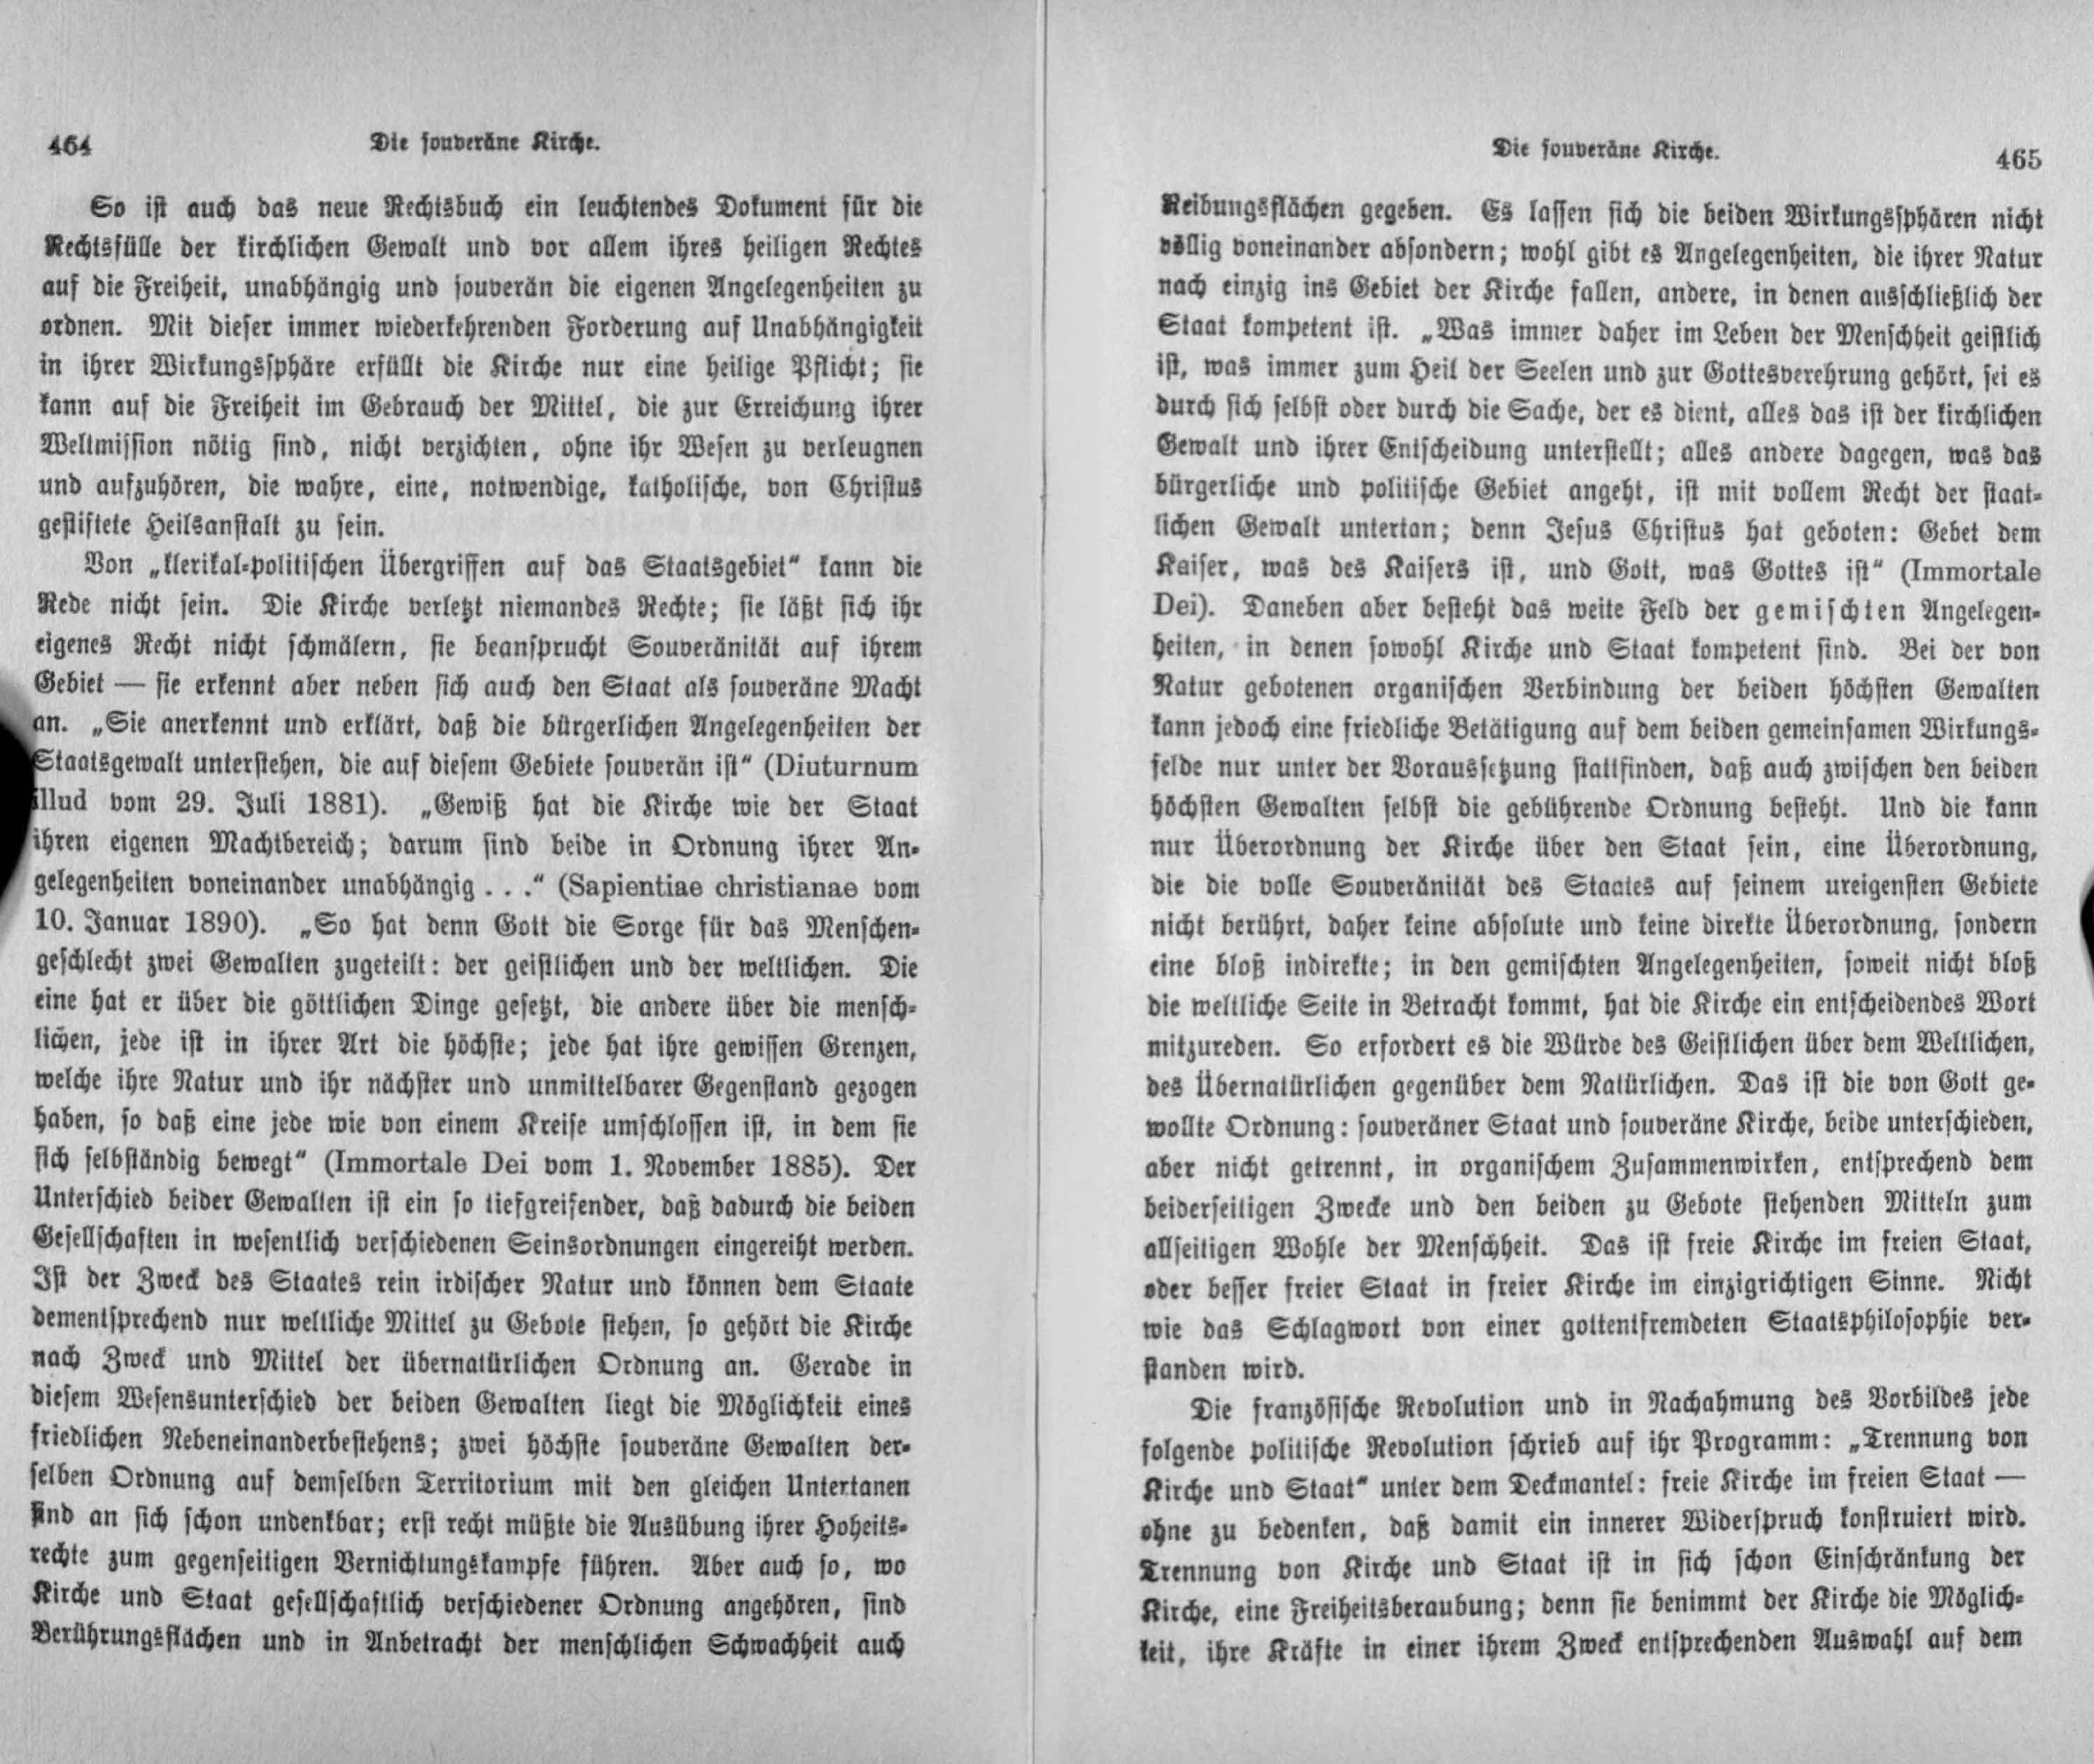 464
Die souveräne Kirche.
So ist auch das neue Rechtsbuch ein leuchtendes Dokument für die
Rechtsfülle der kirchlichen Gewalt und vor allem ihres heiligen Rechtes
auf die Freiheit, unabhängig und souverän die eigenen Angelegenheiten zu
ordnen. Mit dieser immer wiederkehrenden Forderung auf Unabhängigkeit
in ihrer Wirkungssphäre erfüllt die Kirche nur eine heilige Pflicht; sie
kann auf die Freiheit im Gebrauch der Mittel, die zur Erreichung ihrer
Weltmission nötig sind, nicht verzichten, ohne ihr Wesen zu verleugnen
und aufzuhören, die wahre, eine, notwendige, katholische, von Christus
gestiftete Heilsanstalt zu sein.
Von „klerikal-politischen Übergriffen auf das Staatsgebiet“ kann die
Rede nicht sein. Die Kirche verletzt niemandes Rechte; sie läßt sich ihr
eigenes Recht nicht schmälern, sie beansprucht Souveränität auf ihrem
Gebiet — sie erkennt aber neben sich auch den Staat als souveräne Macht
an. „Sie anerkennt und erklärt, daß die bürgerlichen Angelegenheiten der
Staatsgewalt unterstehen, die auf diesem Gebiete souverän ist“ (Diuturnum
illud vom 29. Juli 1881). „Gewiß hat die Kirche wie der Staat
ihren eigenen Machtbereich; darum sind beide in Ordnung ihrer An-
gelegenheiten voneinander unabhängig . . .“ (Sapientiae christianae vom
10. Januar 1890). „So hat denn Gott die Sorge für das Menschen-
geschlecht zwei Gewalten zugeteilt: der geistlichen und der weltlichen. Die
eine hat er über die göttlichen Dinge gesetzt, die andere über die mensch-
lichen, jede ist in ihrer Art die höchste; jede hat ihre gewissen Grenzen,
welche ihre Natur und ihr nächster und unmittelbarer Gegenstand gezogen
haben, so daß eine jede wie von einem Kreise umschlossen ist, in dem sie
sich selbständig bewegt“ (Immortale Dei vom 1. November 1885). Der
Unterschied beider Gewalten ist ein so tiefgreifender, daß dadurch die beiden
Gesellschaften in wesentlich verschiedenen Seinsordnungen eingereiht werden.
Ist der Zweck des Staates rein irdischer Natur und können dem Staate
dementsprechend nur weltliche Mittel zu Gebote stehen, so gehört die Kirche
nach Zweck und Mittel der übernatürlichen Ordnung an. Gerade in
diesem Wesensunterschied der beiden Gewalten liegt die Möglichkeit eines
friedlichen Nebeneinanderbestehens; zwei höchste souveräne Gewalten der-
selben Ordnung auf demselben Territorium mit den gleichen Untertanen
sind an sich schon undenkbar; erst recht müßte die Ausübung ihrer Hoheits-
rechte zum gegenseitigen Vernichtungskampfe führen. Aber auch so, wo
Kirche und Staat gesellschaftlich verschiedener Ordnung angehören, sind
Berührungsflächen und in Anbetracht der menschlichen Schwachheit auch
Die souveräne Kirche.
465
Reibungsflächen gegeben. Es lassen sich die beiden Wirkungssphären nicht
völlig voneinander absondern; wohl gibt es Angelegenheiten, die ihrer Natur
nach einzig ins Gebiet der Kirche fallen, andere, in denen ausschließlich der
Staat kompetent ist. „Was immer daher im Leben der Menschheit geistlich
ist, was immer zum Heil der Seelen und zur Gottesverehrung gehört, sei es
durch sich selbst oder durch die Sache, der es dient, alles das ist der kirchlichen
Gewalt und ihrer Entscheidung unterstellt; alles andere dagegen, was das
bürgerliche und politische Gebiet angeht, ist mit vollem Recht der staat-
lichen Gewalt untertan; denn Jesus Christus hat geboten: Gebet dem
Kaiser, was des Kaisers ist, und Gott, was Gottes ist“ (Immortale
Dei). Daneben aber besteht das weite Feld der gemischten Angelegen-
heiten, in denen sowohl Kirche und Staat kompetent sind. Bei der von
Natur gebotenen organischen Verbindung der beiden höchsten Gewalten
kann jedoch eine friedliche Betätigung auf dem beiden gemeinsamen Wirkungs-
felde nur unter der Voraussetzung stattfinden, daß auch zwischen den beiden
höchsten Gewalten selbst die gebührende Ordnung besteht. Und die kann
nur Überordnung der Kirche über den Staat sein, eine Überordnung,
die die volle Souveränität des Staates auf seinem ureigensten Gebiete
nicht berührt, daher keine absolute und keine direkte Überordnung, sondern
eine bloß indirekte; in den gemischten Angelegenheiten, soweit nicht bloß
die weltliche Seite in Betracht kommt, hat die Kirche ein entscheidendes Wort
mitzureden. So erfordert es die Würde des Geistlichen über dem Weltlichen,
des Übernatürlichen gegenüber dem Natürlichen. Das ist die von Gott ge-
wollte Ordnung: souveräner Staat und souveräne Kirche, beide unterschieden,
aber nicht getrennt, in organischem Zusammenwirken, entsprechend dem
beiderseitigen Zwecke und den beiden zu Gebote stehenden Mitteln zum
allseitigen Wohle der Menschheit. Das ist freie Kirche im freien Staat,
oder besser freier Staat in freier Kirche im einzigrichtigen Sinne. Nicht
wie das Schlagwort von einer gottentfremdeten Staatsphilosophie ver-
standen wird.
Die französische Revolution und in Nachahmung des Vorbildes jede
folgende politische Revolution schrieb auf ihr Programm: „Trennung von
Kirche und Staat“ unter dem Deckmantel: freie Kirche im freien Staat —
ohne zu bedenken, daß damit ein innerer Widerspruch konstruiert wird.
Trennung von Kirche und Staat ist in sich schon Einschränkung der
Kirche, eine Freiheitsberaubung; denn sie benimmt der Kirche die Möglich-
keit, ihre Kräfte in einer ihrem Zweck entsprechenden Auswahl auf dem